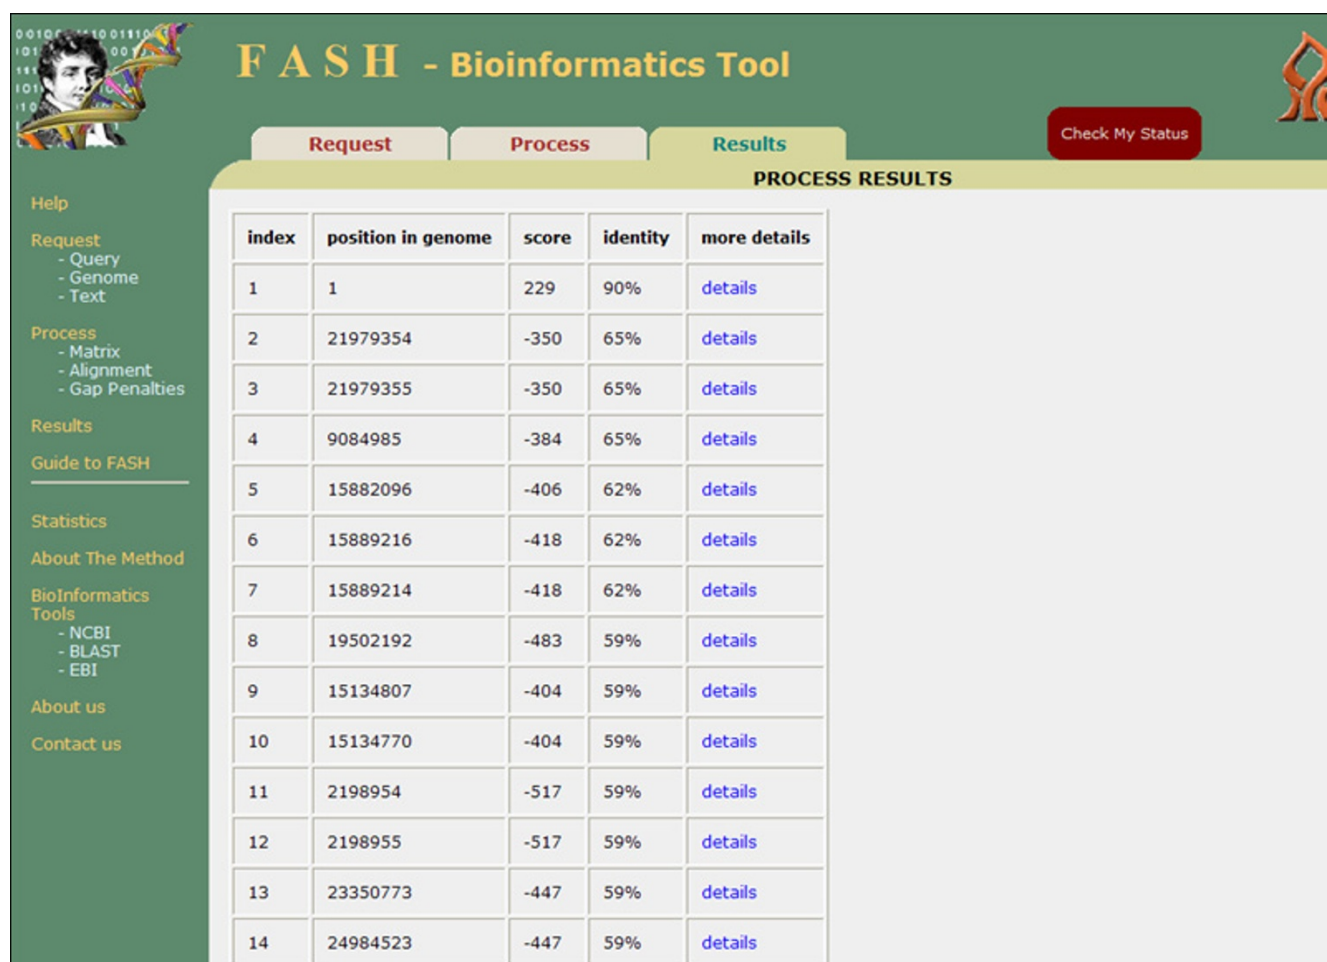 F A S H - Bioinformatics Tool
Request Process Results Check My Status
PROCESS RESULTS
Help
Request
- Query
- Genome
- Text
Process
- Matrix
- Alignment
- Gap Penalties
Results
Guide to FASH
Statistics
About The Method
BioInformatics
Tools
- NCBI
- BLAST
- EBI
About us
Contact us
index position in genome score identity more details
1 1 229 90% details
2 21979354 -350 65% details
3 21979355 -350 65% details
4 9084985 -384 65% details
5 15882096 -406 62% details
6 15889216 -418 62% details
7 15889214 -418 62% details
8 19502192 -483 59% details
9 15134807 -404 59% details
10 15134770 -404 59% details
11 2198954 -517 59% details
12 2198955 -517 59% details
13 23350773 -447 59% details
14 24984523 -447 59% details